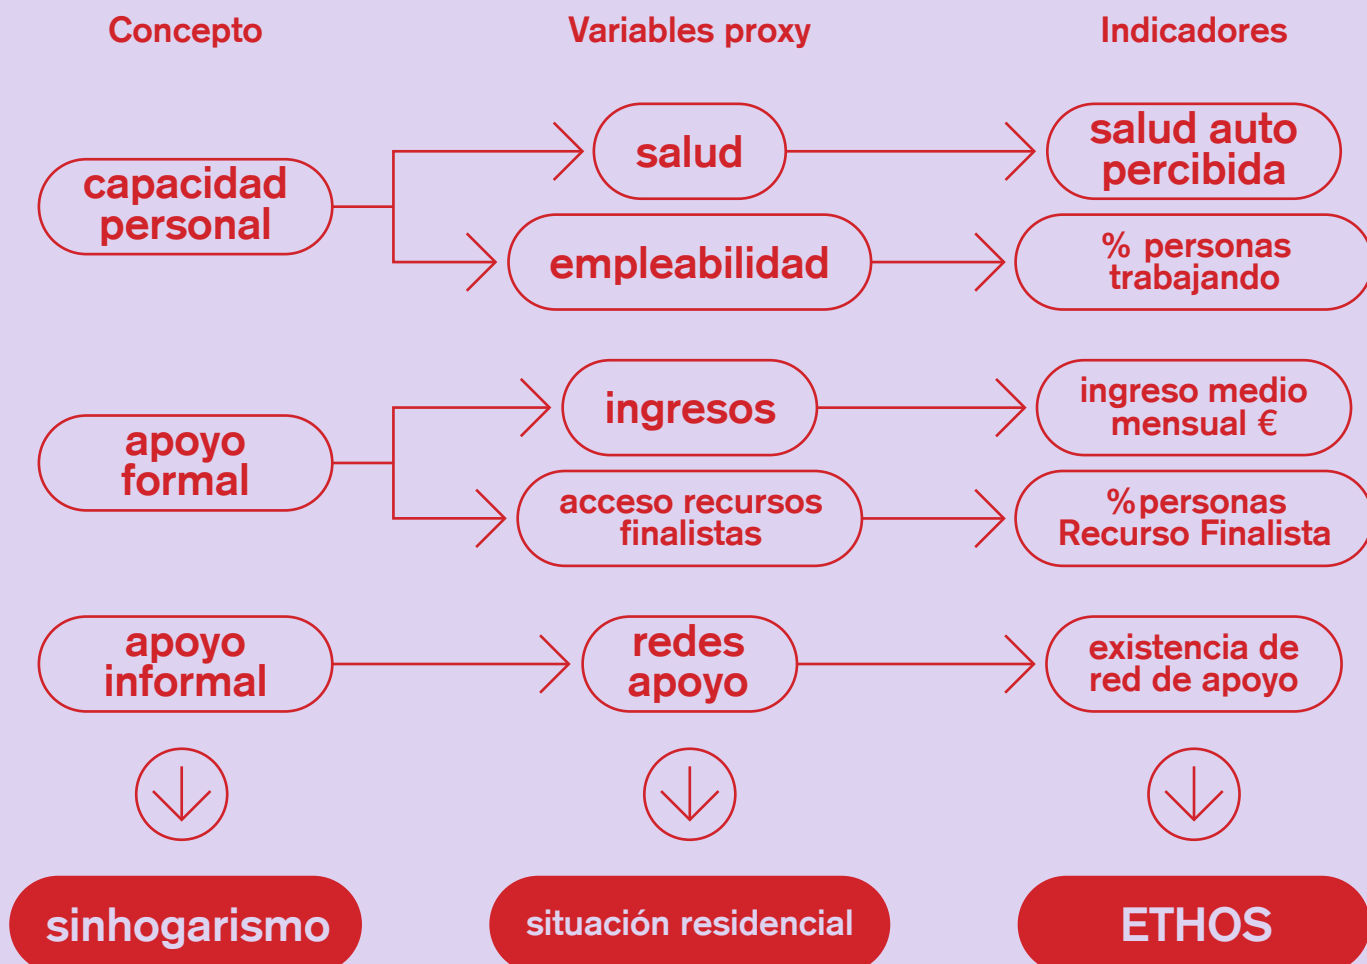 Concepto
Variables proxy
Indicadores
capacidad
personal
salud
salud auto
percibida
empleabilidad
% personas
trabajando
apoyo
formal
ingresos
ingreso medio
mensual €
acceso recursos
finalistas
%personas
Recurso Finalista
apoyo
informal
redes
apoyo
existencia de
red de apoyo
sinhogarismo
situación residencial
ETHOS